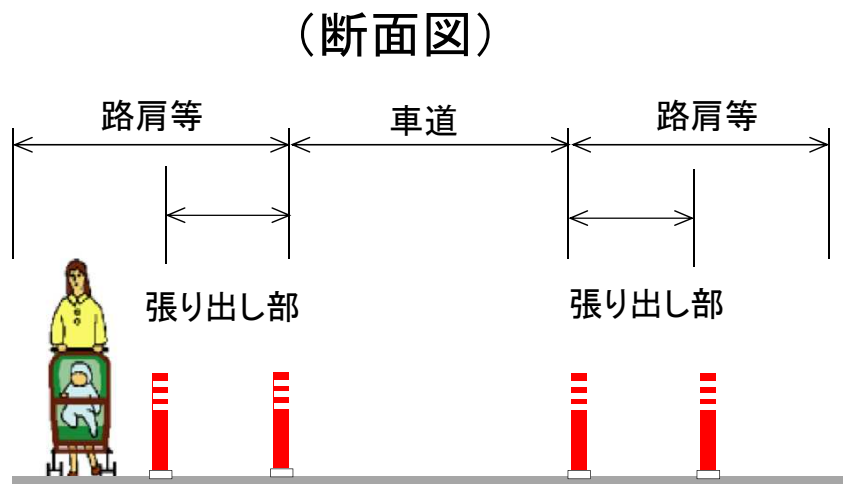 （断面図）
路肩等
車道
路肩等
張り出し部
張り出し部